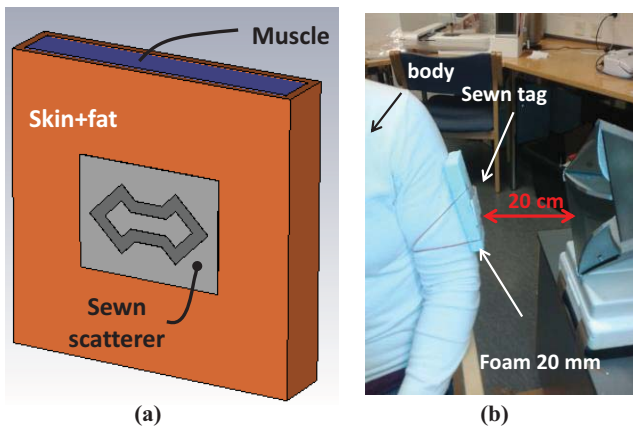 Muscle
Skin+fat
Sewn
scatterer
(a)
body
Sewn tag
20 cm
Foam 20 mm
(b)